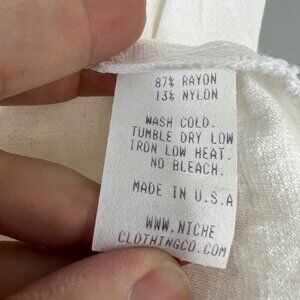 87% RAYON
13% NYLON
WASH COLD.
TUMBLE DRY LOW
IRON LOW HEAT.
NO BLEACH.
MADE IN U.S.A
WWW.NICHE
CLOTHINGCO.COM